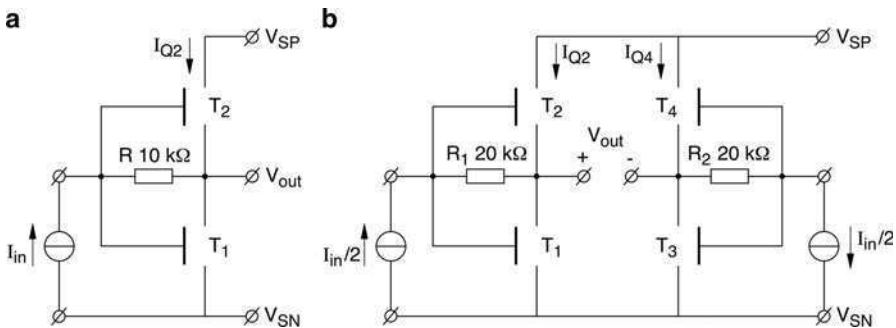 a
I_Q2
V_SP
T_2
R 10 kΩ
V_out
I_in
T_1
V_SN
b
I_Q2
I_Q4
V_SP
T_2
T_4
V_out
R_1 20 kΩ
+
-
R_2 20 kΩ
I_in/2
T_1
T_3
I_in/2
V_SN